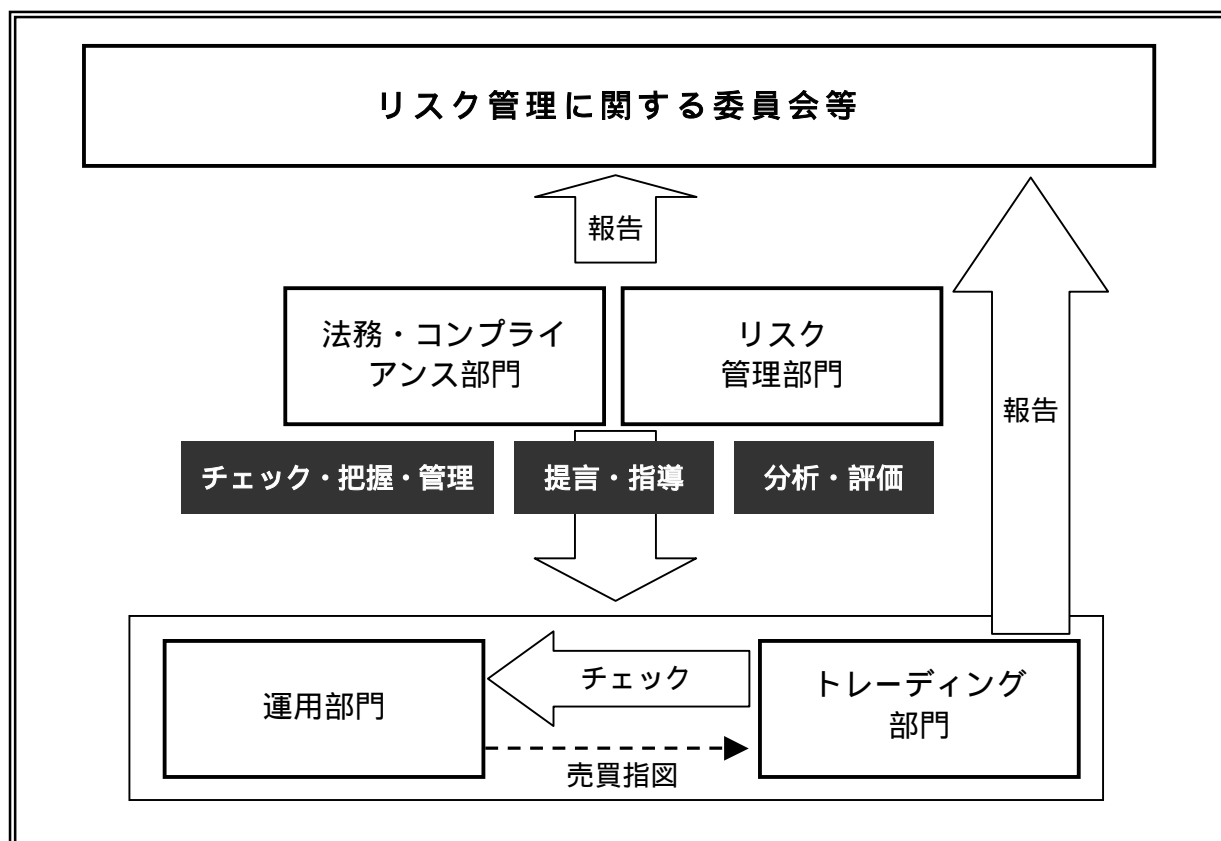 リスク管理に関する委員会等
報告
法務・コンプライ
アンス部門
リスク
管理部門
報告
チェック・把握・管理
提言・指導
分析・評価
運用部門
チェック
トレーディング
部門
売買指図